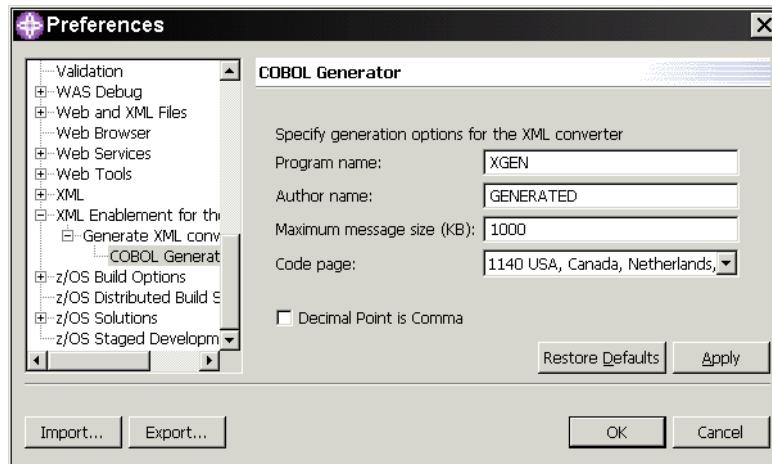 Preferences
Validation
WAS Debug
Web and XML Files
Web Browser
Web Services
Web Tools
XML
XML Enablement for the
Generate XML conv
COBOL Generat
z/OS Build Options
z/OS Distributed Build S
z/OS Solutions
z/OS Staged Developm
COBOL Generator
Specify generation options for the XML converter
Program name: XGEN
Author name: GENERATED
Maximum message size (KB): 1000
Code page: 1140 USA, Canada, Netherlands,
Decimal Point is Comma
Restore Defaults Apply
Import... Export... OK Cancel